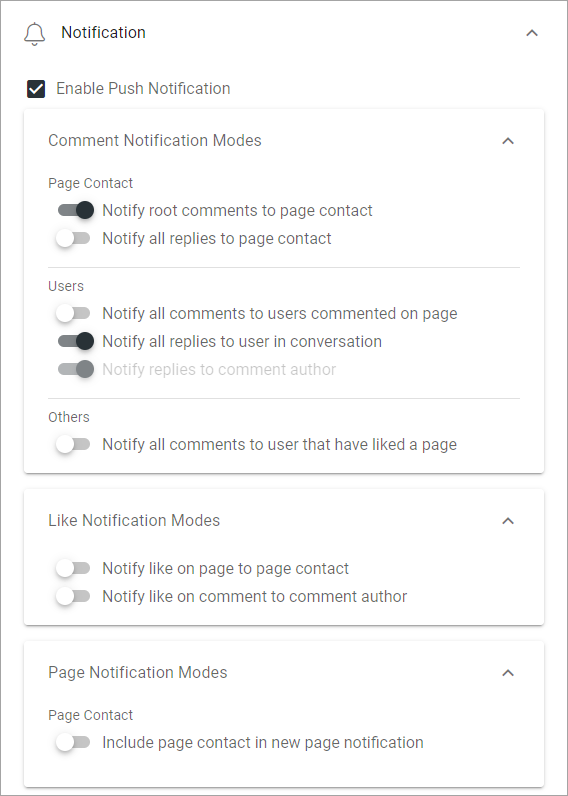 Notification
Enable Push Notification
Comment Notification Modes
Page Contact
Notify root comments to page contact
Notify all replies to page contact
Users
Notify all comments to users commented on page
Notify all replies to user in conversation
Notify replies to comment author
Others
Notify all comments to user that have liked a page
Like Notification Modes
Notify like on page to page contact
Notify like on comment to comment author
Page Notification Modes
Page Contact
Include page contact in new page notification